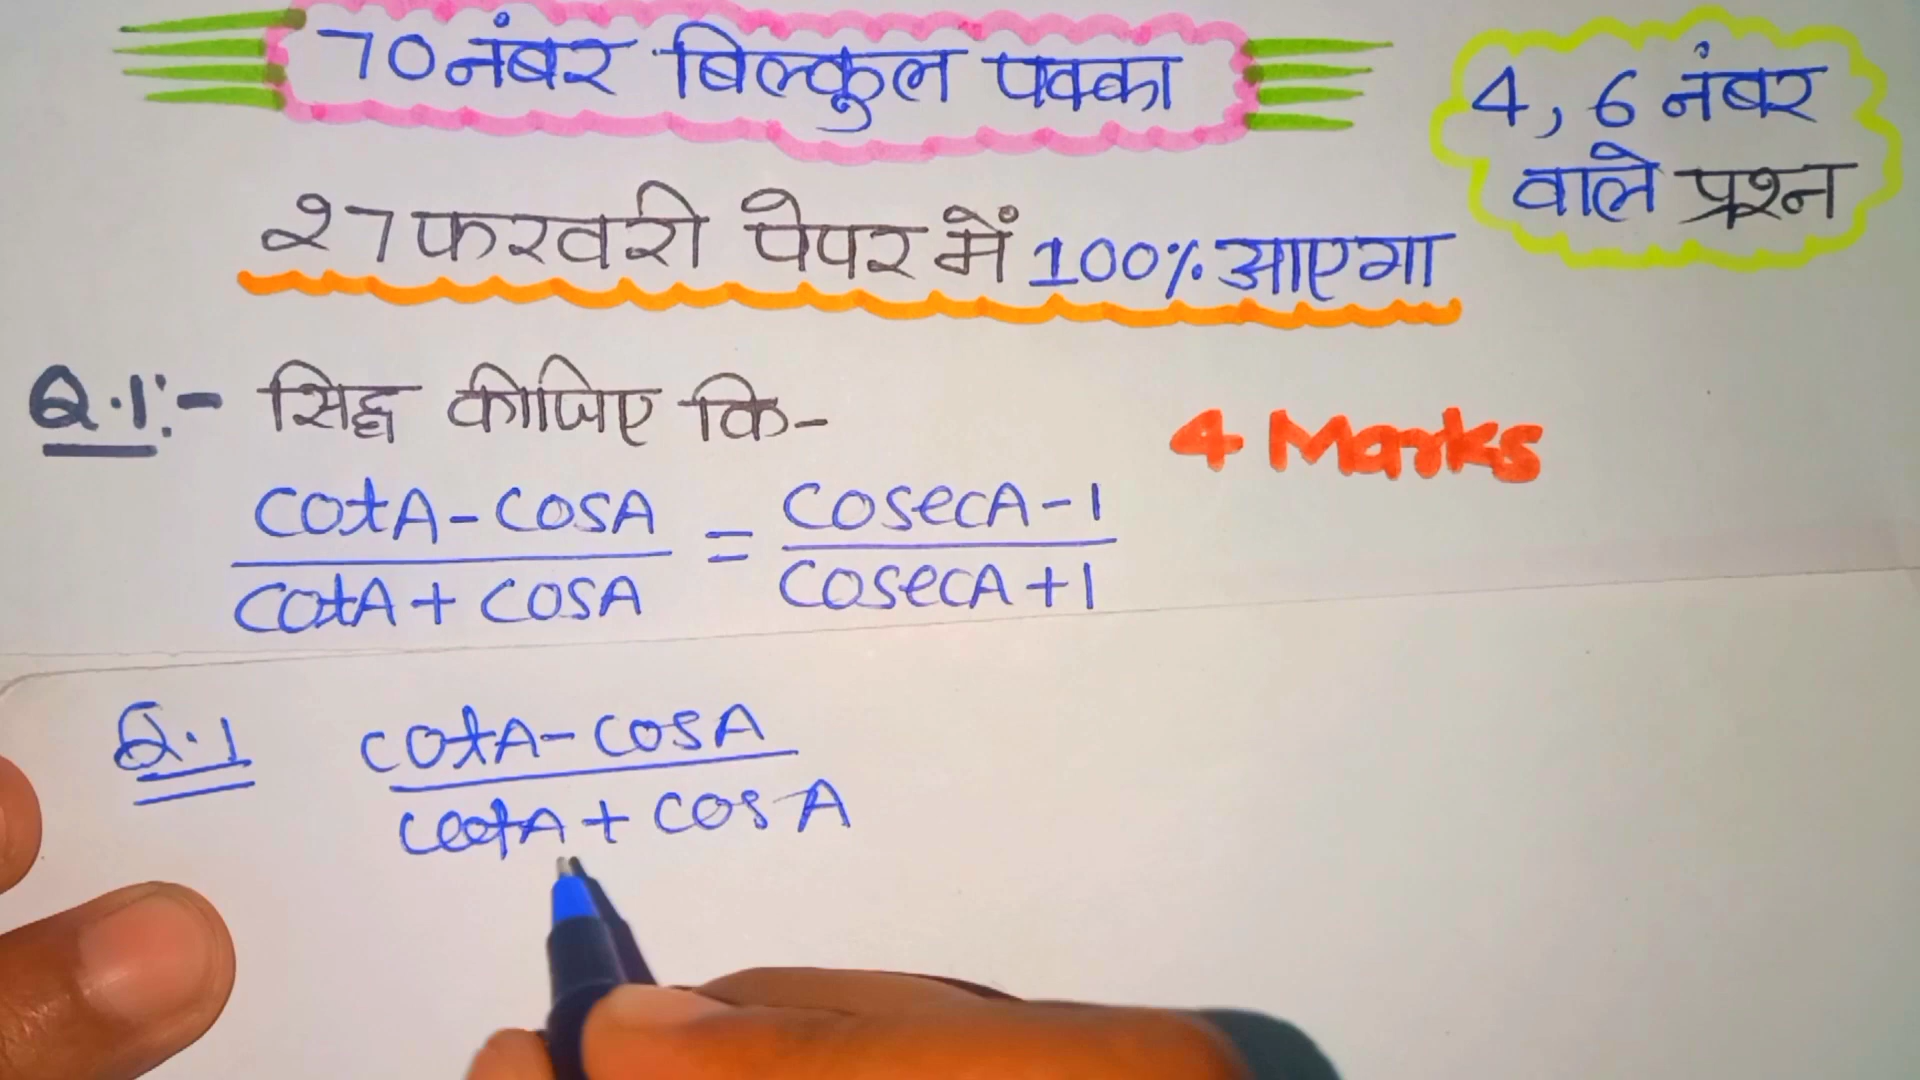 70 नंबर बिल्कुल पक्का
4, 6 नंबर
वाले प्रश्न
27 फरवरी पेपर में 100% आएगा
Q.1:- सिद्ध कीजिए कि-
4 Marks
cotA - cosA / cotA + cosA = cosecA - 1 / cosecA + 1
Q.1 cotA - cosA / cotA + cosA